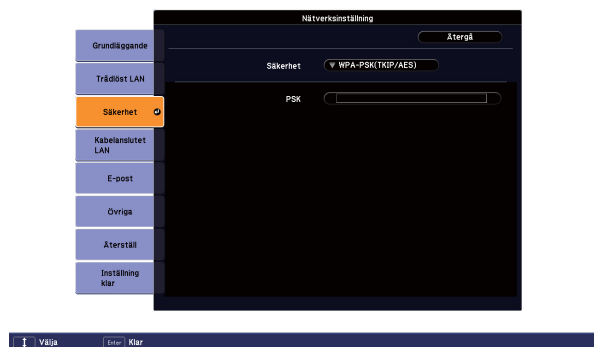 Nätverksinställning
Återgå
Grundläggande
Trådlöst LAN
Säkerhet
Kabelanslutet
LAN
E-post
Övriga
Återställ
Inställning
klar
Säkerhet
WPA-PSK(TKIP/AES)
PSK
Välja
Enter Klar